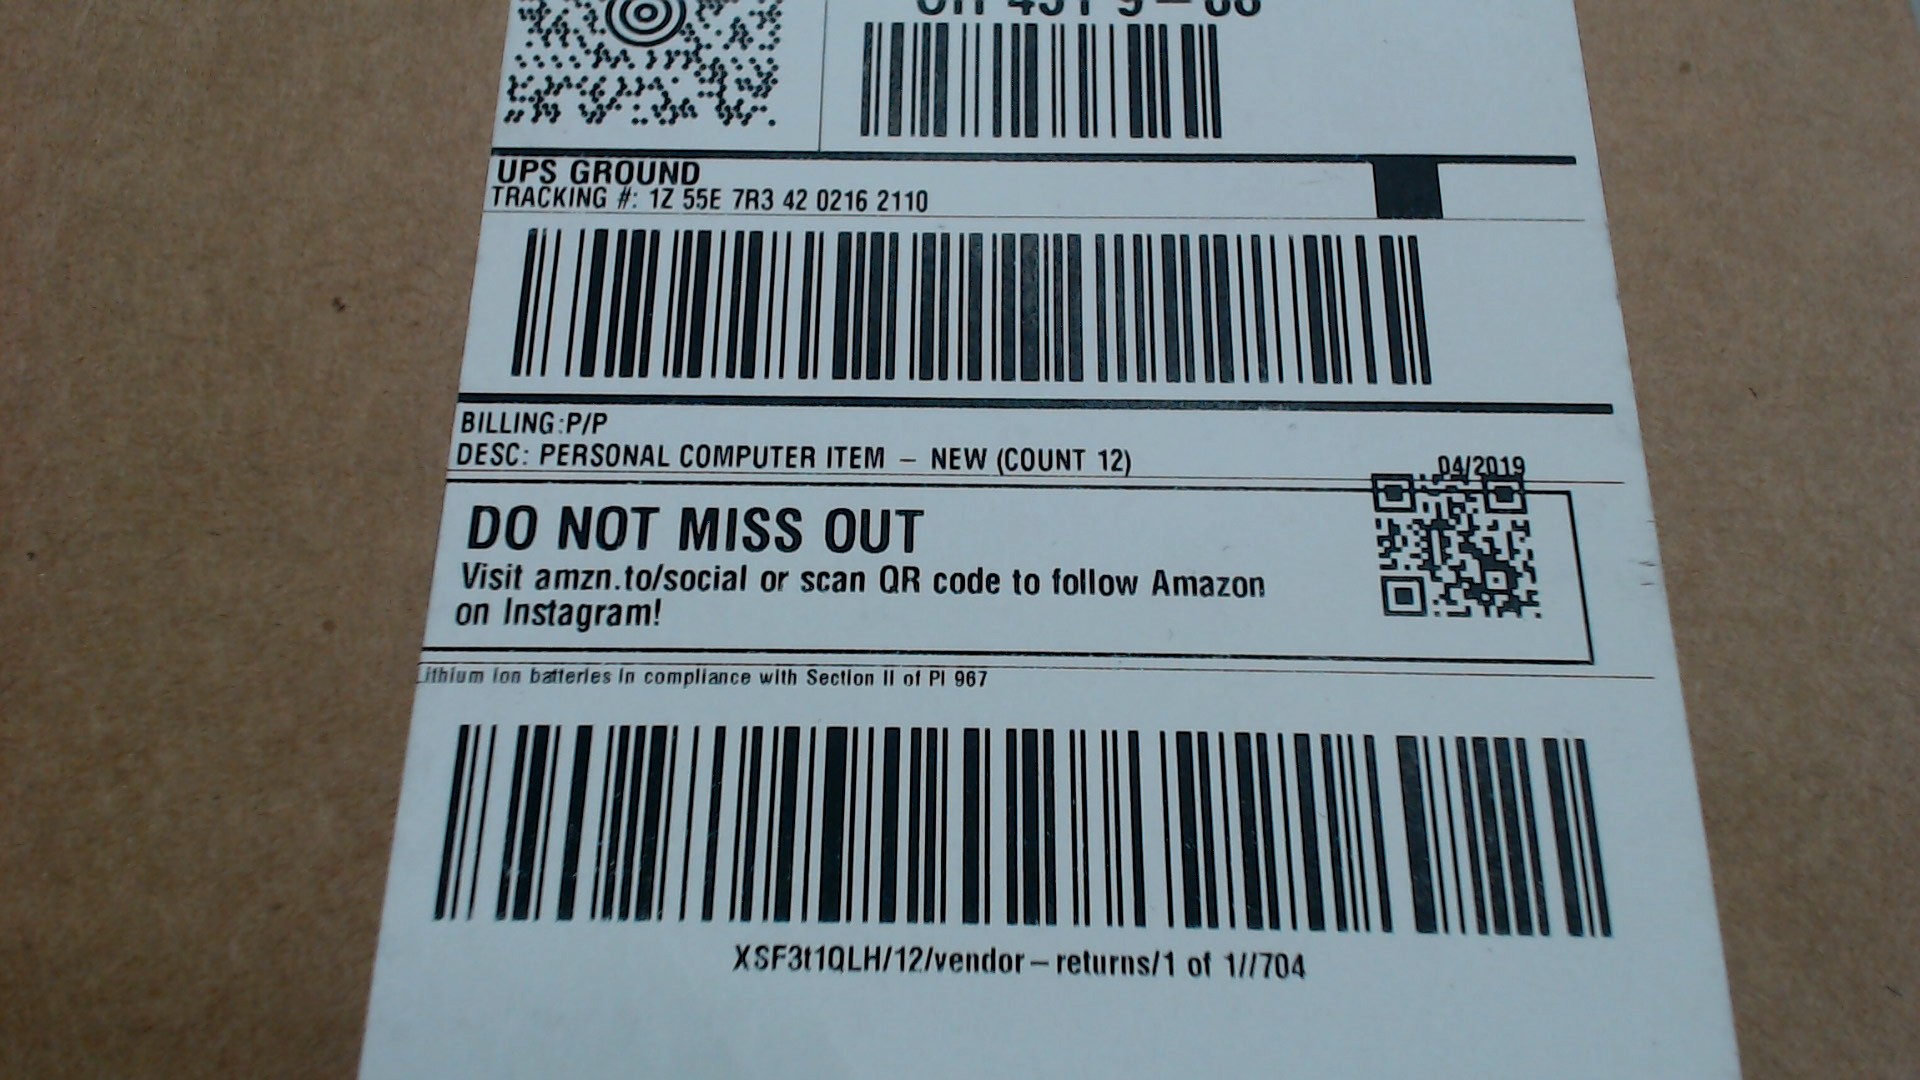 UPS GROUND
TRACKING #: 1Z 55E 7R3 42 0216 2110
BILLING:P/P
DESC: PERSONAL COMPUTER ITEM – NEW (COUNT 12)
04/2019
DO NOT MISS OUT
Visit amzn.to/social or scan QR code to follow Amazon
on Instagram!
Lithium ion batteries in compliance with Section II of PI 967
XSF3t1QLH/12/vendor–returns/1 of 1//704